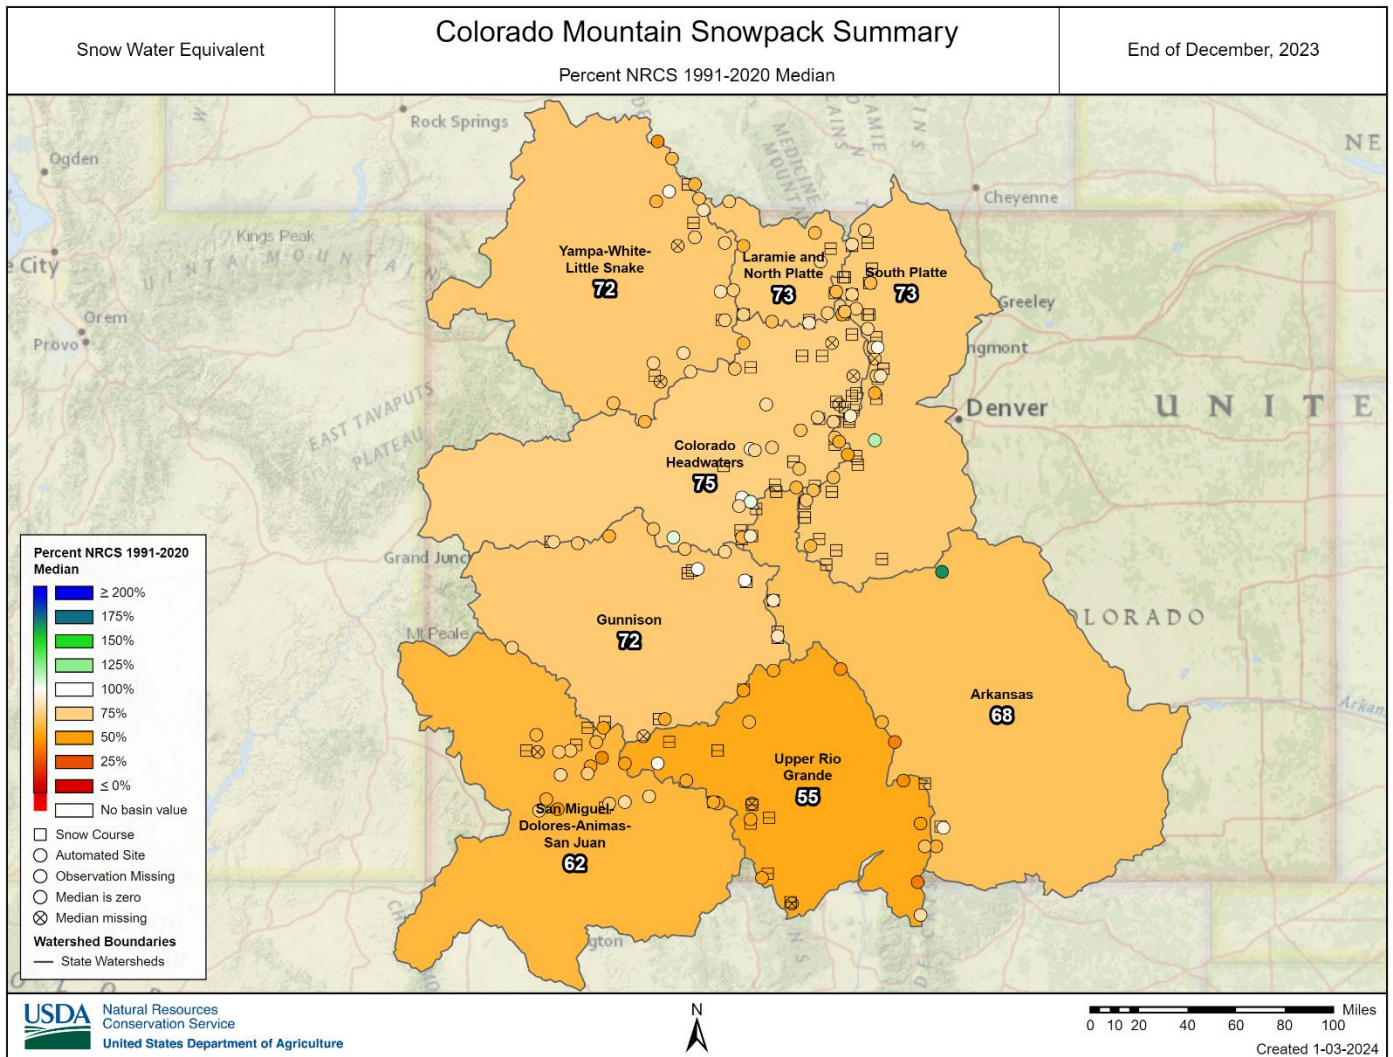 Snow Water Equivalent
Colorado Mountain Snowpack Summary
Percent NRCS 1991-2020 Median
End of December, 2023
Rock Springs
Ogden
MEDICINE
MOUNTA
NE
Cheyenne
Kings Peak
UINTA MOUNTAIN
e City
Yampa-White-
Little Snake
72
Laramie and
North Platte
73
South Platte
73
Greeley
Orem
Provo
ngmont
EAST TAVAPUTS
PLATEAU
Denver
UNITE
Colorado
Headwaters
75
Grand Junc
Gunnison
72
Mt Peale
OLORADO
Arkansas
68
Arkan
Upper Rio
Grande
55
San Miguel-
Dolores-Animas-
San Juan
62
gton
Percent NRCS 1991-2020
Median
≥ 200%
175%
150%
125%
100%
75%
50%
25%
≤ 0%
No basin value
Snow Course
Automated Site
Observation Missing
Median is zero
Median missing
Watershed Boundaries
State Watersheds
USDA
Natural Resources
Conservation Service
United States Department of Agriculture
N
Miles
0 10 20 40 60 80 100
Created 1-03-2024